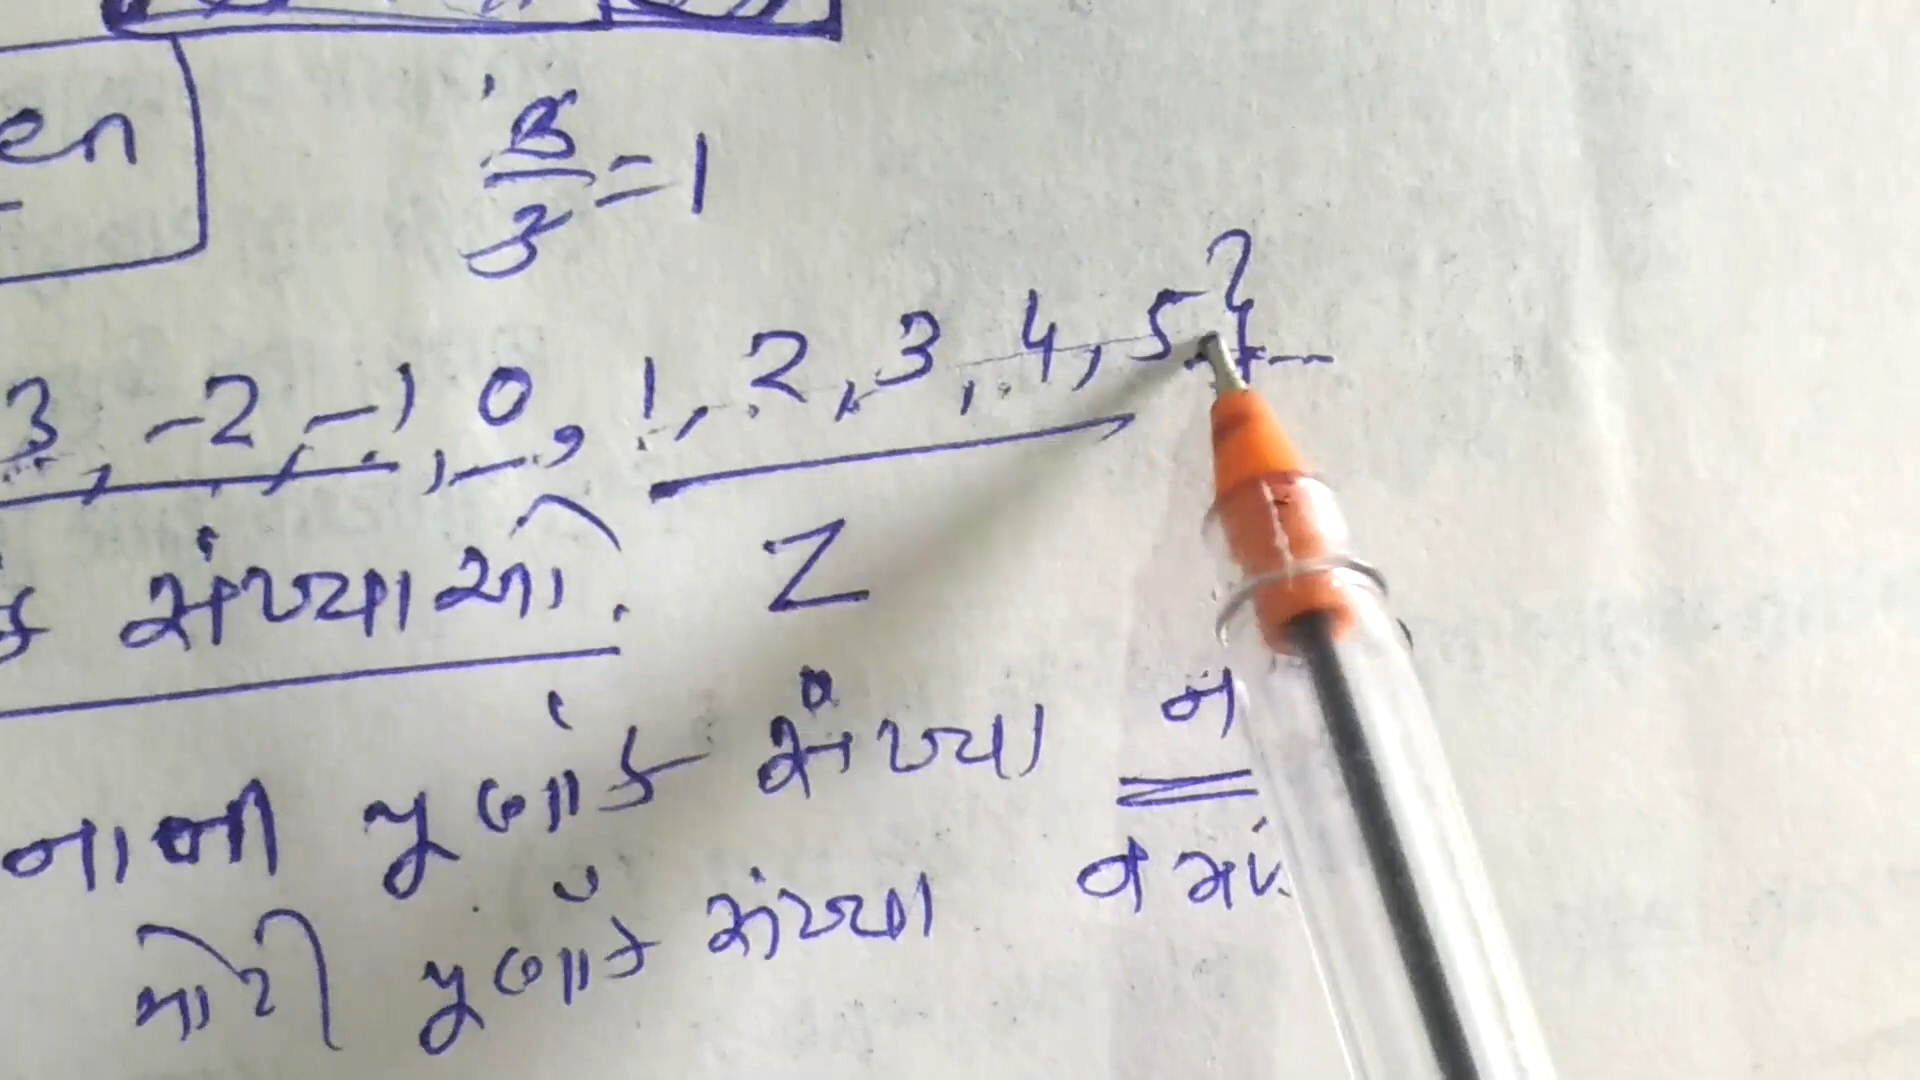 en
3/3 = 1
3, -2, -1, 0, 1, 2, 3, 4, 5
ક સંખ્યાઓ. Z
નાની પૂર્ણાંક સંખ્યા ન
મોટી પૂર્ણાંક સંખ્યા